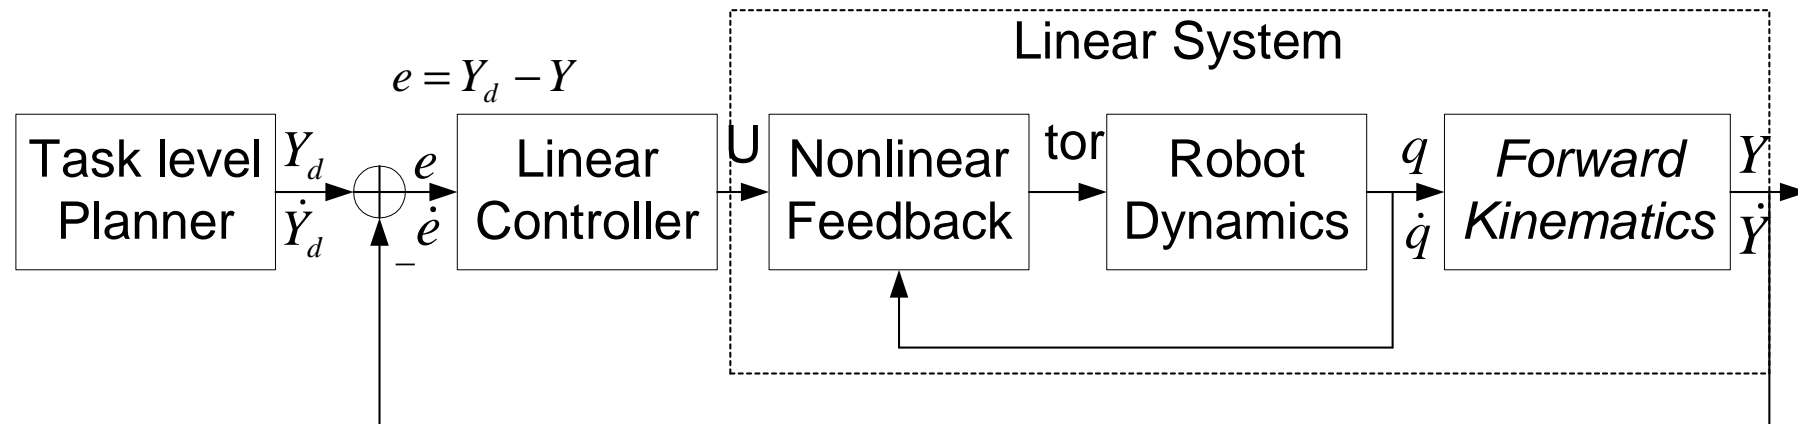 Linear System
e = Y_d − Y
Task level
Planner
Y_d
Ẏ_d
e
ė
−
Linear
Controller
U
Nonlinear
Feedback
tor
Robot
Dynamics
q
q̇
Forward
Kinematics
Y
Ẏ